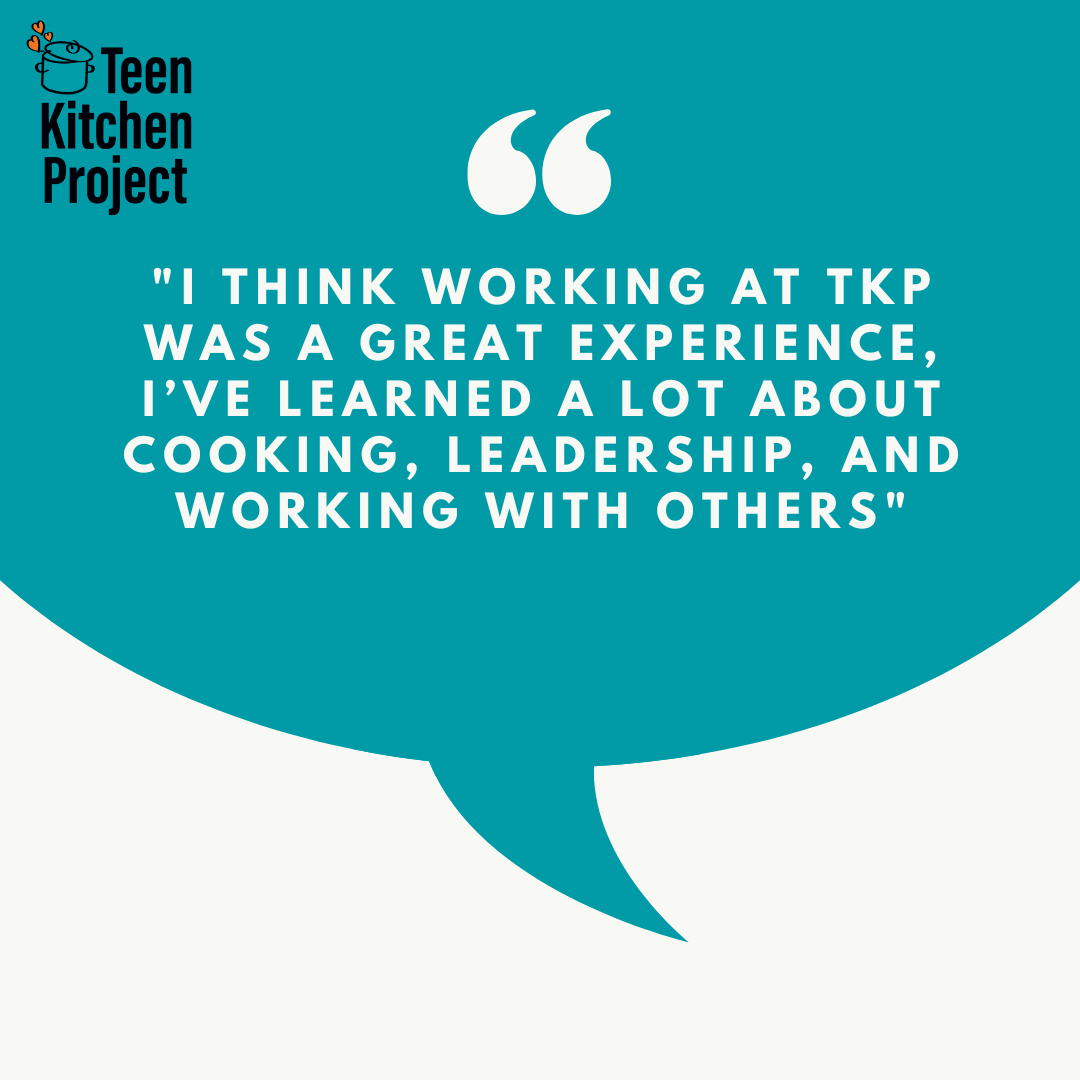 Teen
Kitchen
Project
"I THINK WORKING AT TKP
WAS A GREAT EXPERIENCE,
I’VE LEARNED A LOT ABOUT
COOKING, LEADERSHIP, AND
WORKING WITH OTHERS"